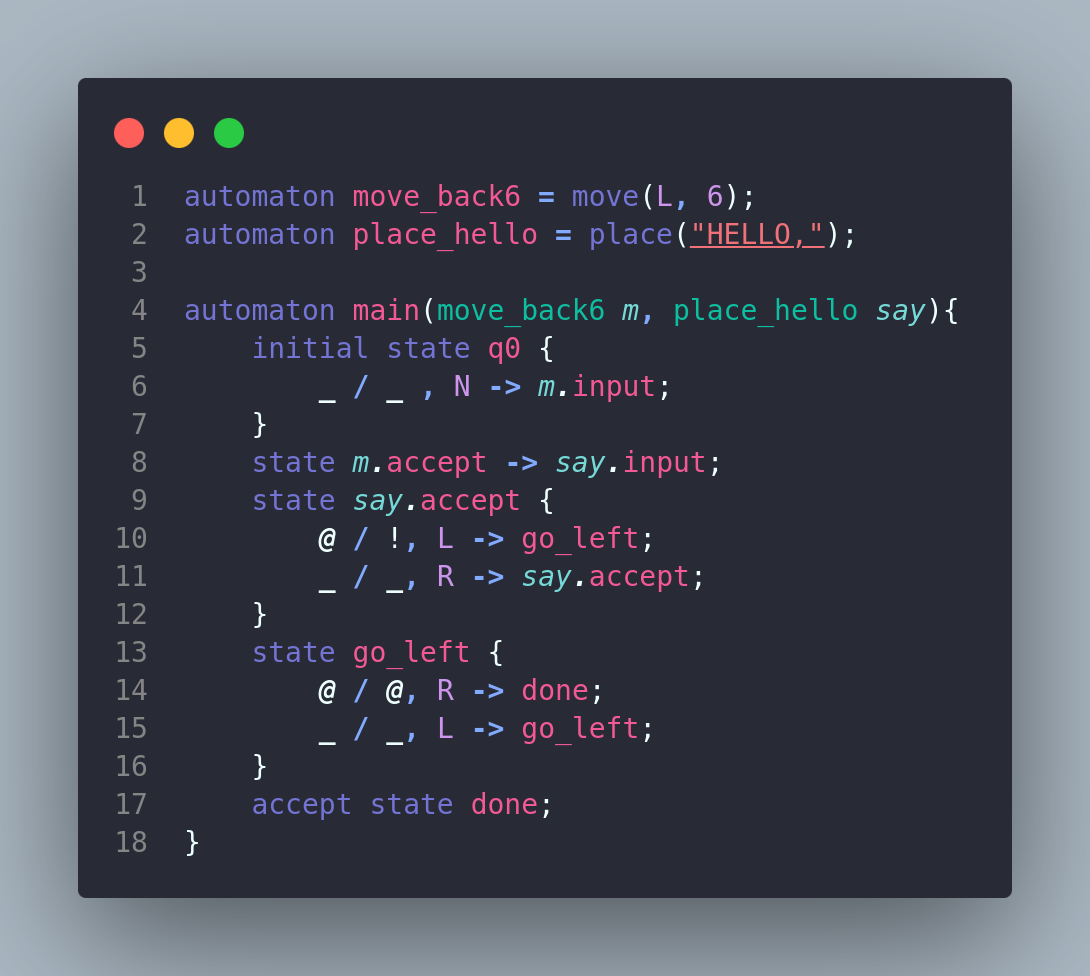 1 automaton move_back6 = move(L, 6);
2 automaton place_hello = place("HELLO,");
3
4 automaton main(move_back6 m, place_hello say){
5     initial state q0 {
6         _ / _ , N -> m.input;
7     }
8     state m.accept -> say.input;
9     state say.accept {
10         @ / !, L -> go_left;
11         _ / _, R -> say.accept;
12     }
13     state go_left {
14         @ / @, R -> done;
15         _ / _, L -> go_left;
16     }
17     accept state done;
18 }